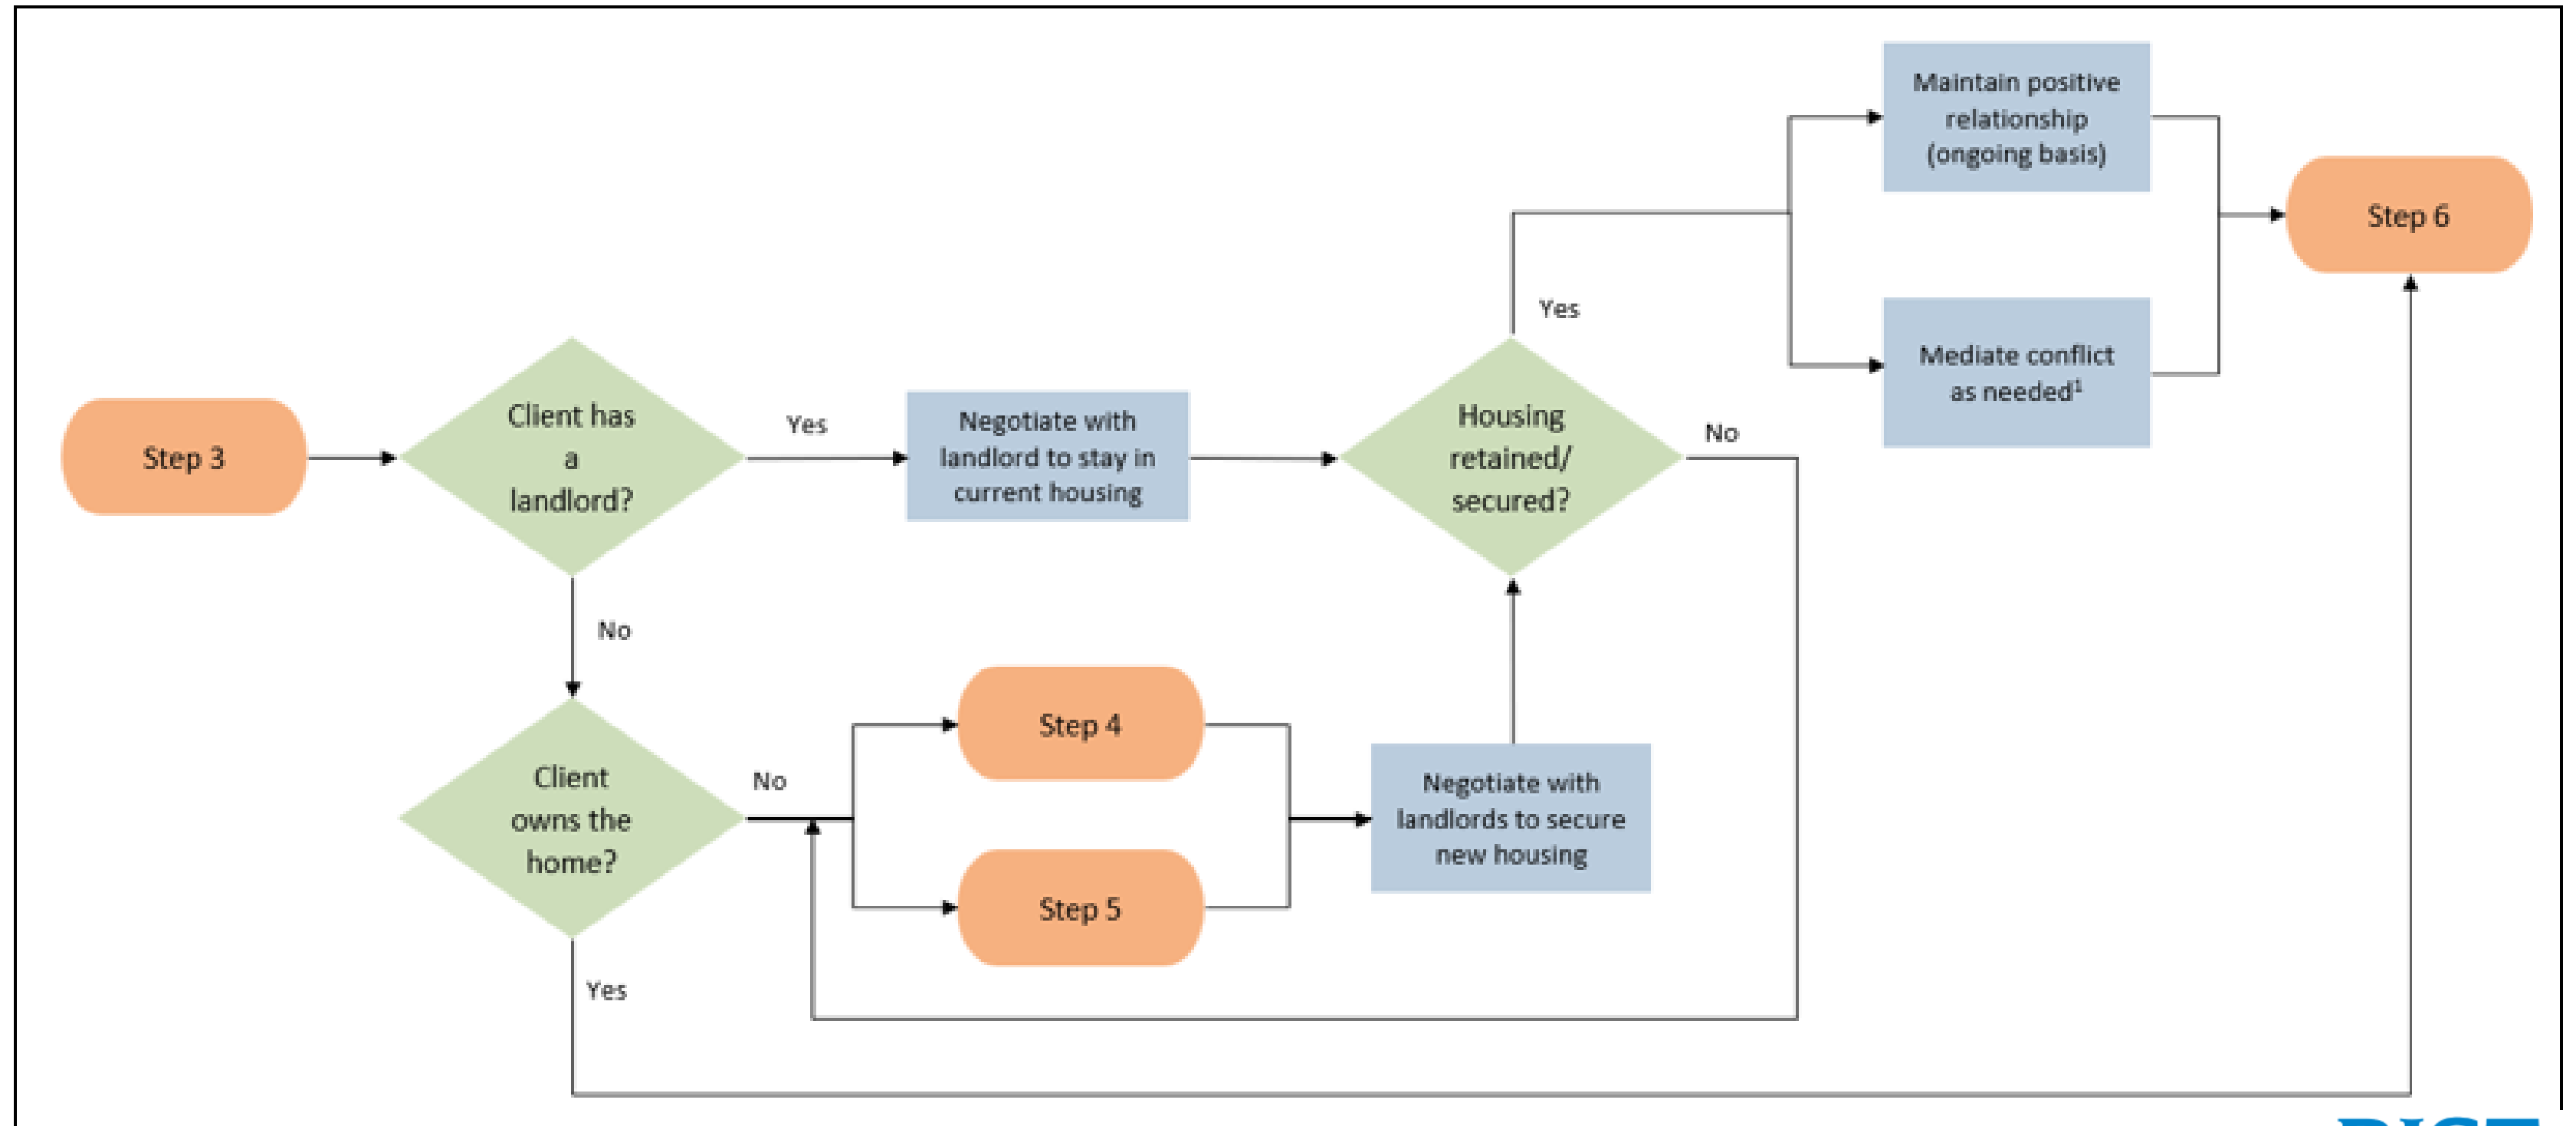 Maintain positive
relationship
(ongoing basis)
Step 6
Yes
Mediate conflict
as needed¹
Step 3
Client has
a
landlord?
Yes
Negotiate with
landlord to stay in
current housing
Housing
retained/
secured?
No
No
Step 4
Client
owns the
home?
No
Negotiate with
landlords to secure
new housing
Step 5
Yes